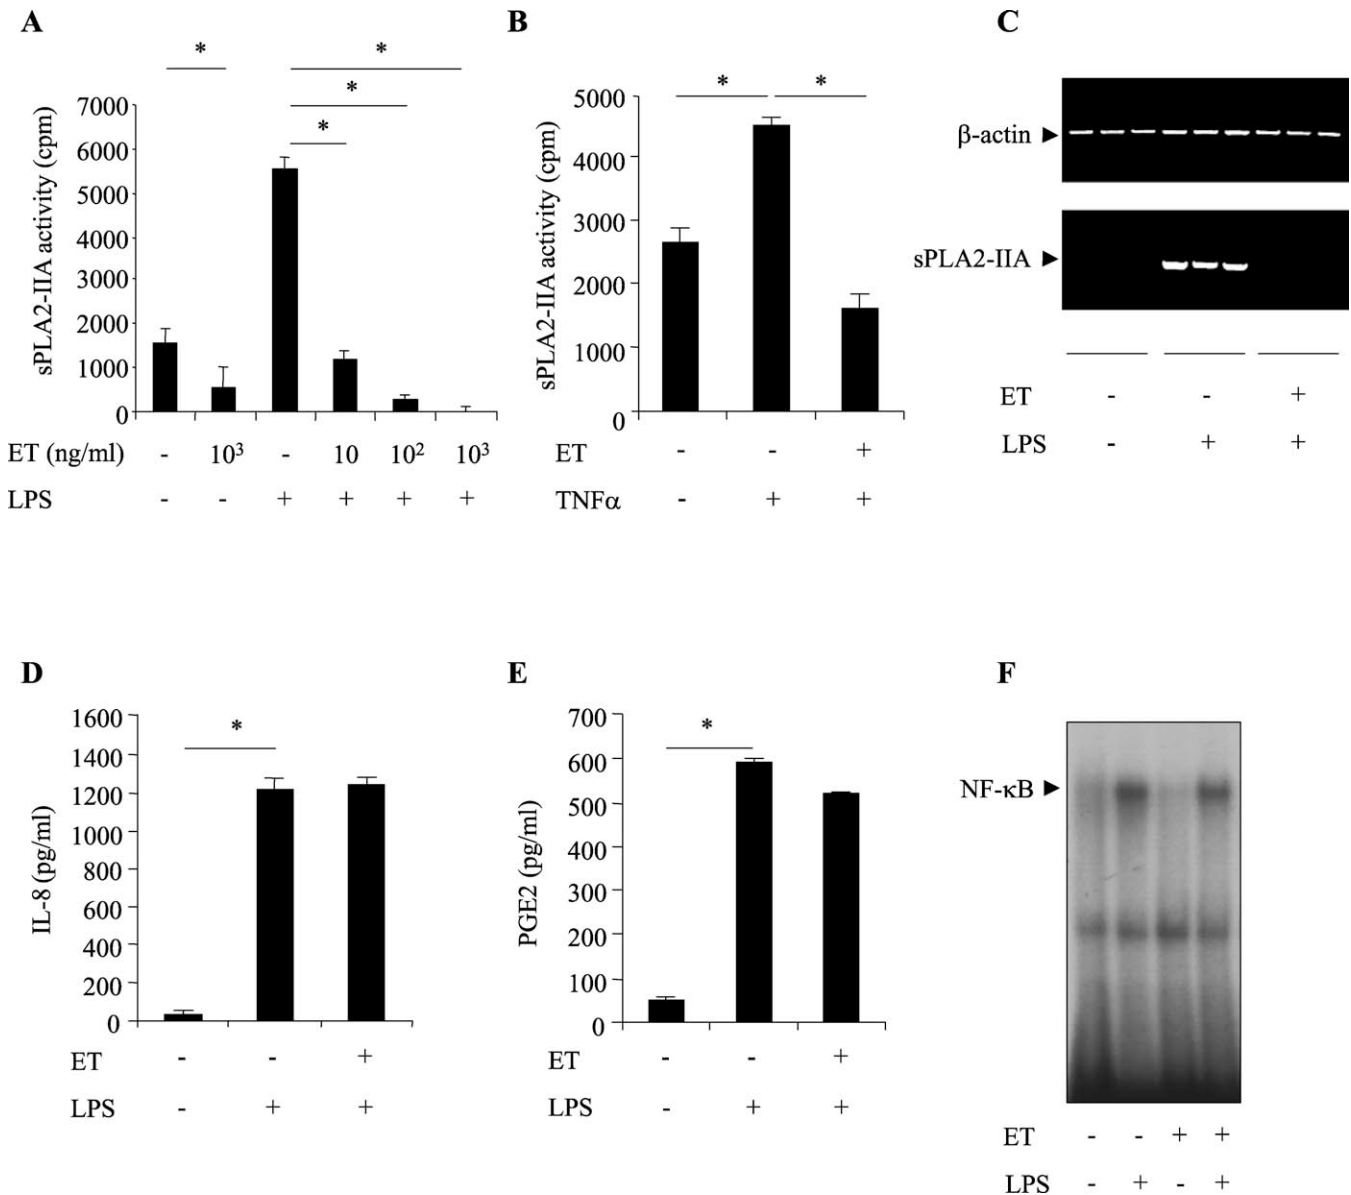 A
*
*
*
*
sPLA2-IIA activity (cpm)
7000
6000
5000
4000
3000
2000
1000
0
ET (ng/ml) - 10³ - 10 10² 10³
LPS - - + + + +
B
* *
sPLA2-IIA activity (cpm)
5000
4000
3000
2000
1000
0
ET - - +
TNFα - + +
C
β-actin ►
sPLA2-IIA ►
ET - - +
LPS - + +
D
*
IL-8 (pg/ml)
1600
1400
1200
1000
800
600
400
200
0
ET - - +
LPS - + +
E
*
PGE2 (pg/ml)
700
600
500
400
300
200
100
0
ET - - +
LPS - + +
F
NF-κB ►
ET - - + +
LPS - + - +